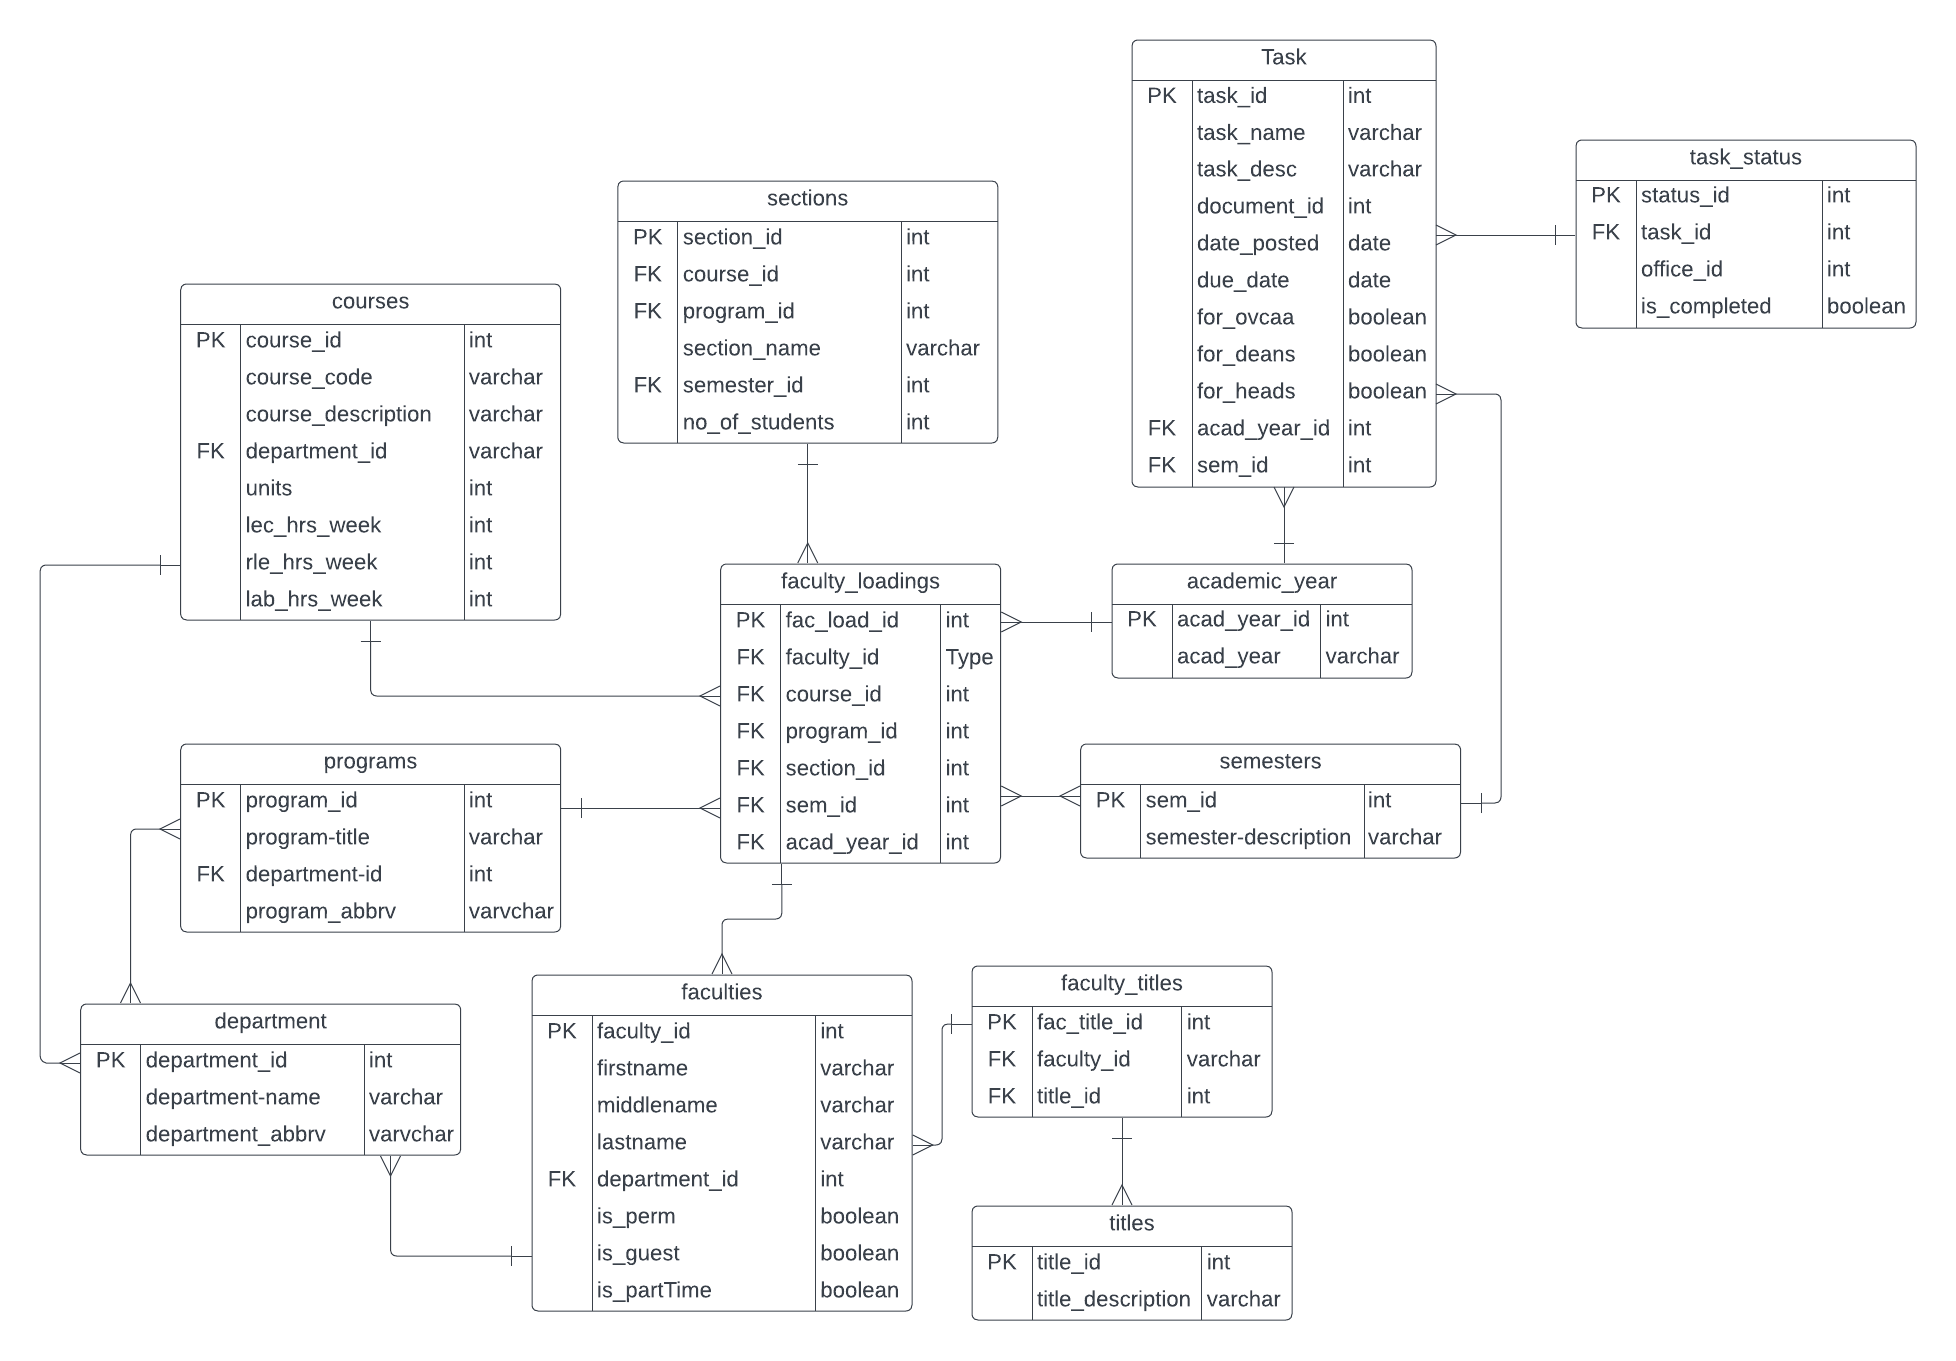 Task
PK task_id int
task_name varchar
task_desc varchar
document_id int
date_posted date
due_date date
for_ovcaa boolean
for_deans boolean
for_heads boolean
FK acad_year_id int
FK sem_id int
task_status
PK status_id int
FK task_id int
office_id int
is_completed boolean
sections
PK section_id int
FK course_id int
FK program_id int
section_name varchar
FK semester_id int
no_of_students int
courses
PK course_id int
course_code varchar
course_description varchar
FK department_id varchar
units int
lec_hrs_week int
rle_hrs_week int
lab_hrs_week int
faculty_loadings
PK fac_load_id int
FK faculty_id Type
FK course_id int
FK program_id int
FK section_id int
FK sem_id int
FK acad_year_id int
academic_year
PK acad_year_id int
acad_year varchar
programs
PK program_id int
program-title varchar
FK department-id int
program_abbrv varvchar
semesters
PK sem_id int
semester-description varchar
department
PK department_id int
department-name varchar
department_abbrv varvchar
faculties
PK faculty_id int
firstname varchar
middlename varchar
lastname varchar
FK department_id int
is_perm boolean
is_guest boolean
is_partTime boolean
faculty_titles
PK fac_title_id int
FK faculty_id varchar
FK title_id int
titles
PK title_id int
title_description varchar